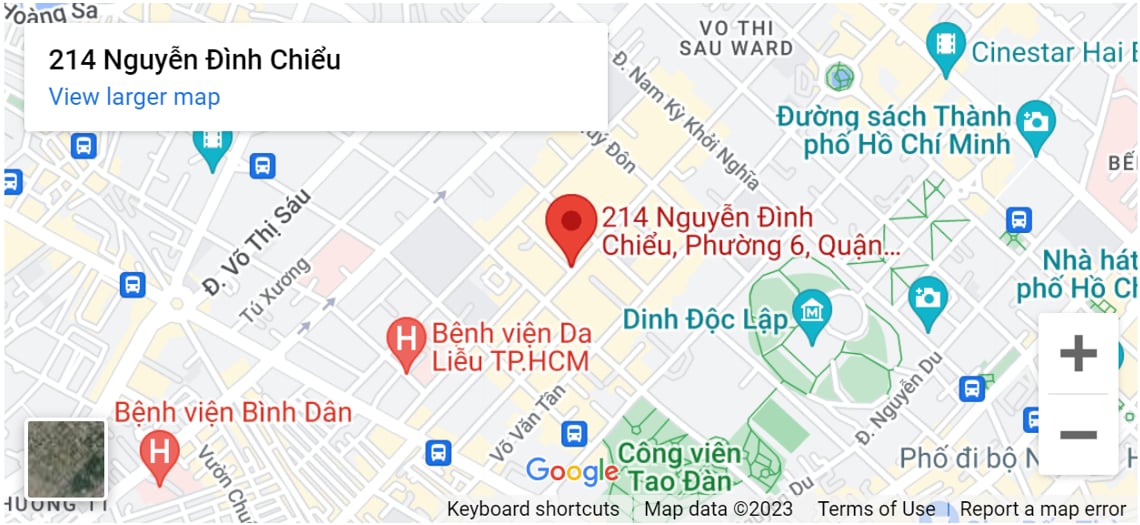 Hoàng Sa
214 Nguyễn Đình Chiểu
View larger map
VO THI
SAU WARD
Cinestar Hai B
Đ. Nam Kỳ Khởi Nghĩa
Đường sách Thành
phố Hồ Chí Minh
uý Đôn
BẾ
Đ. Võ Thị Sáu
214 Nguyễn Đình
Chiểu, Phường 6, Quận...
Tú Xương
Nhà hát
phố Hồ Ch
Dinh Độc Lập
Bệnh viện Da
Liễu TP.HCM
Đ. Nguyễn Du
Võ Văn Tần
Bệnh viện Bình Dân
Vườn Chu
Công viên
Tao Đàn
Phố đi bộ N
H
Google
HƯỜNG 11
Du
Keyboard shortcuts
Map data ©2023
Terms of Use
Report a map error